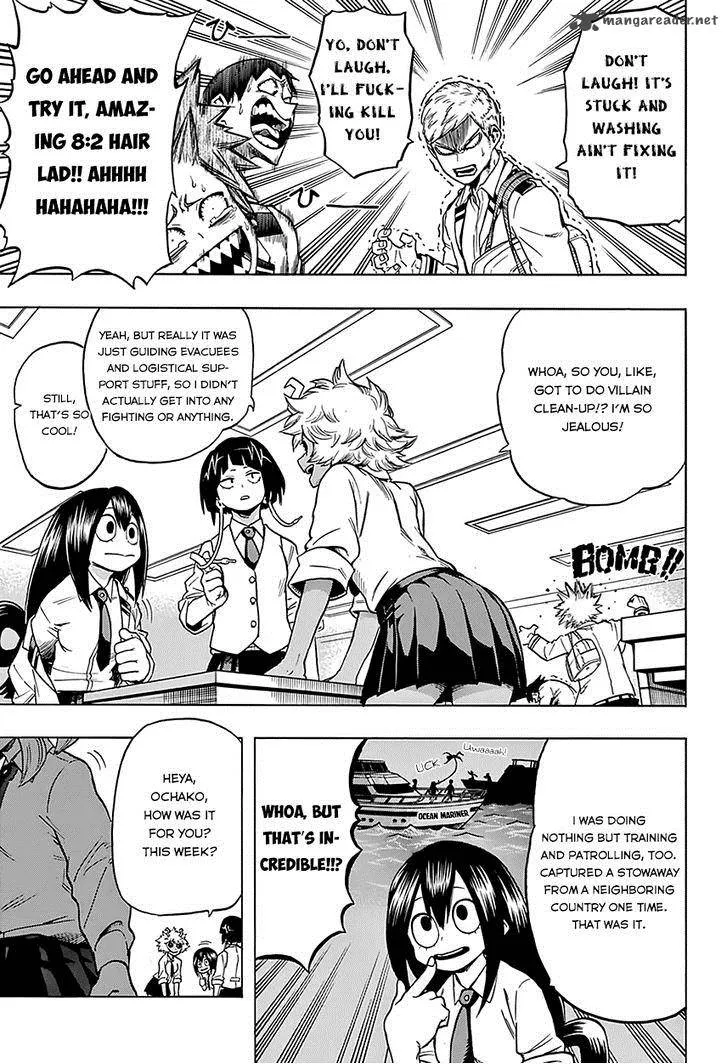 mangareader.net
DON'T
LAUGH! IT'S
STUCK AND
WASHING
AIN'T FIXING
IT!
YO, DON'T
LAUGH,
I'LL FUCK-
ING KILL
YOU!
GO AHEAD AND
TRY IT, AMAZ-
ING 8:2 HAIR
LAD!! AHHHH
HAHAHAHA!!!
WHOA, SO YOU, LIKE,
GOT TO DO VILLAIN
CLEAN-UP!? I'M SO
JEALOUS!
YEAH, BUT REALLY IT WAS
JUST GUIDING EVACUEES
AND LOGISTICAL SUP-
PORT STUFF, SO I DIDN'T
ACTUALLY GET INTO ANY
FIGHTING OR ANYTHING.
STILL,
THAT'S SO
COOL!
BOMB!!
I WAS DOING
NOTHING BUT TRAINING
AND PATROLLING, TOO.
CAPTURED A STOWAWAY
FROM A NEIGHBORING
COUNTRY ONE TIME.
THAT WAS IT.
LICK
Uwaaaah!
OCEAN MARINER
WHOA, BUT
THAT'S IN-
CREDIBLE!!?
HEYA,
OCHAKO,
HOW WAS IT
FOR YOU?
THIS WEEK?